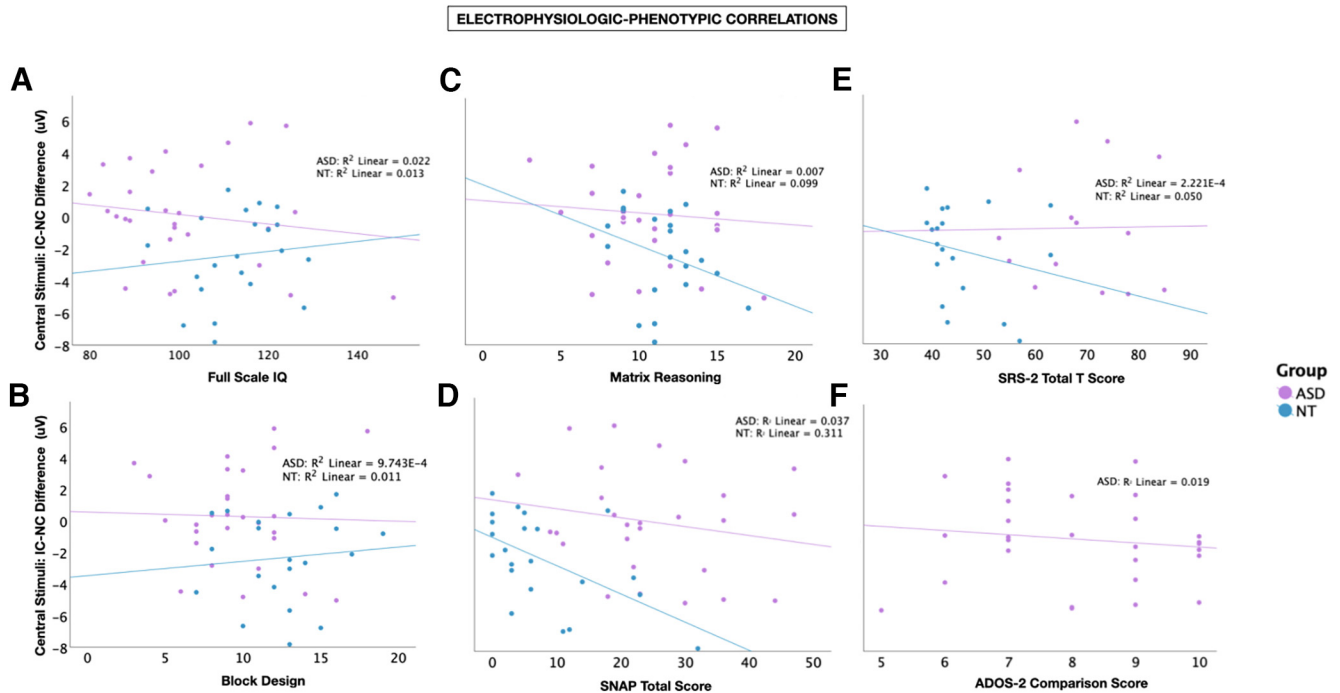 ELECTROPHYSIOLOGIC-PHENOTYPIC CORRELATIONS
A
Central Stimuli: IC-NC Difference (uV)
6
4
2
0
−2
−4
−6
−8
ASD: R² Linear = 0.022
NT: R² Linear = 0.013
80
100
120
140
Full Scale IQ
C
ASD: R² Linear = 0.007
NT: R² Linear = 0.099
0
5
10
15
20
Matrix Reasoning
E
ASD: R² Linear = 2.221E-4
NT: R² Linear = 0.050
30
40
50
60
70
80
90
SRS-2 Total T Score
B
Central Stimuli: IC-NC Difference (uV)
6
4
2
0
−2
−4
−6
−8
ASD: R² Linear = 9.743E-4
NT: R² Linear = 0.011
0
5
10
15
20
Block Design
D
ASD: R Linear = 0.037
NT: R Linear = 0.311
0
10
20
30
40
50
SNAP Total Score
F
ASD: R Linear = 0.019
5
6
7
8
9
10
ADOS-2 Comparison Score
Group
ASD
NT